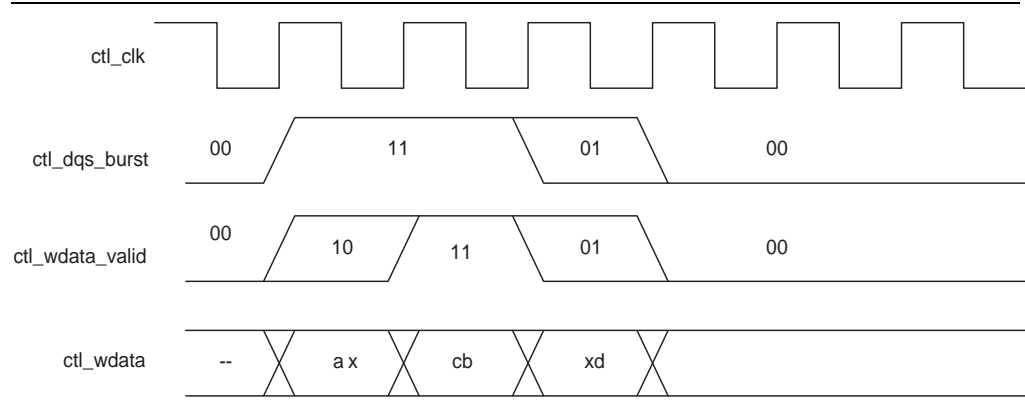 ctl_clk
ctl_dqs_burst 00 11 01 00
ctl_wdata_valid 00 10 11 01 00
ctl_wdata -- a x cb xd